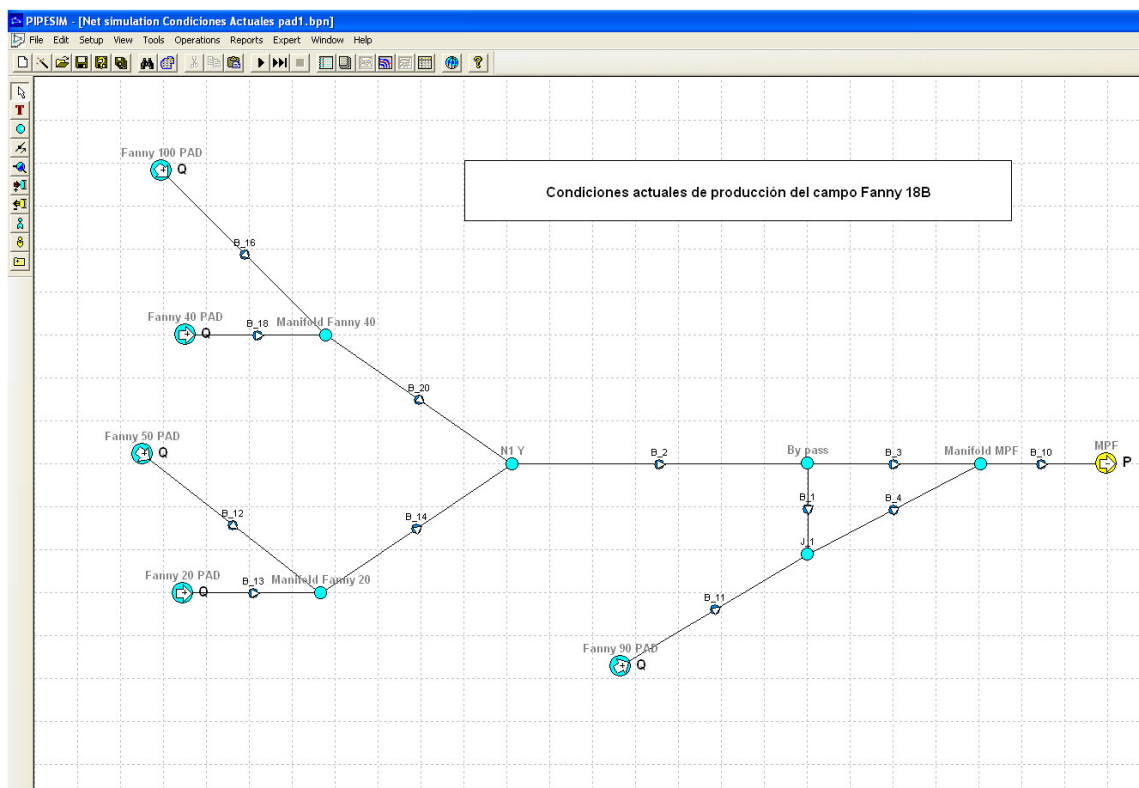 PIPESIM - [Net simulation Condiciones Actuales pad1.bpn]
File Edit Setup View Tools Operations Reports Expert Window Help
T
Fanny 100 PAD
Q
Condiciones actuales de producción del campo Fanny 18B
B_16
Fanny 40 PAD
Q
B_18
Manifold Fanny 40
B_20
Fanny 50 PAD
Q
N1 Y
B_2
By pass
B_3
Manifold MPF
B_10
MPF
P
B_12
B_14
B_1
B_4
J_1
Fanny 20 PAD
Q
B_13
Manifold Fanny 20
B_11
Fanny 90 PAD
Q